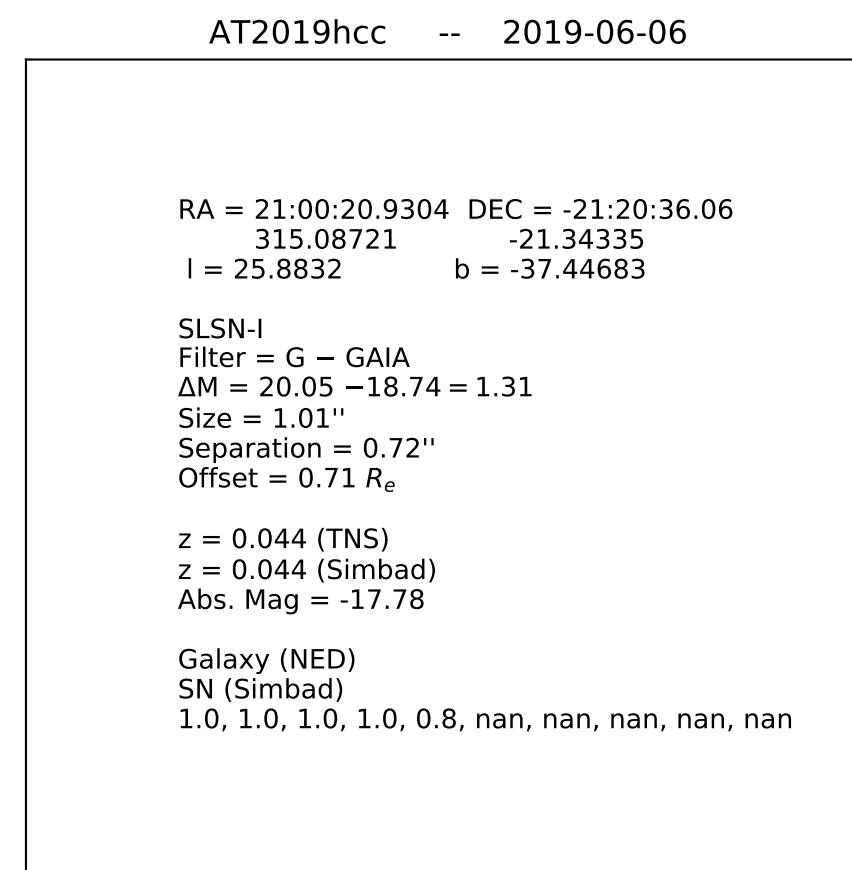 AT2019hcc -- 2019-06-06
RA = 21:00:20.9304 DEC = -21:20:36.06
315.08721 -21.34335
l = 25.8832 b = -37.44683
SLSN-I
Filter = G − GAIA
ΔM = 20.05 −18.74 = 1.31
Size = 1.01''
Separation = 0.72''
Offset = 0.71 Rₑ
z = 0.044 (TNS)
z = 0.044 (Simbad)
Abs. Mag = -17.78
Galaxy (NED)
SN (Simbad)
1.0, 1.0, 1.0, 1.0, 0.8, nan, nan, nan, nan, nan